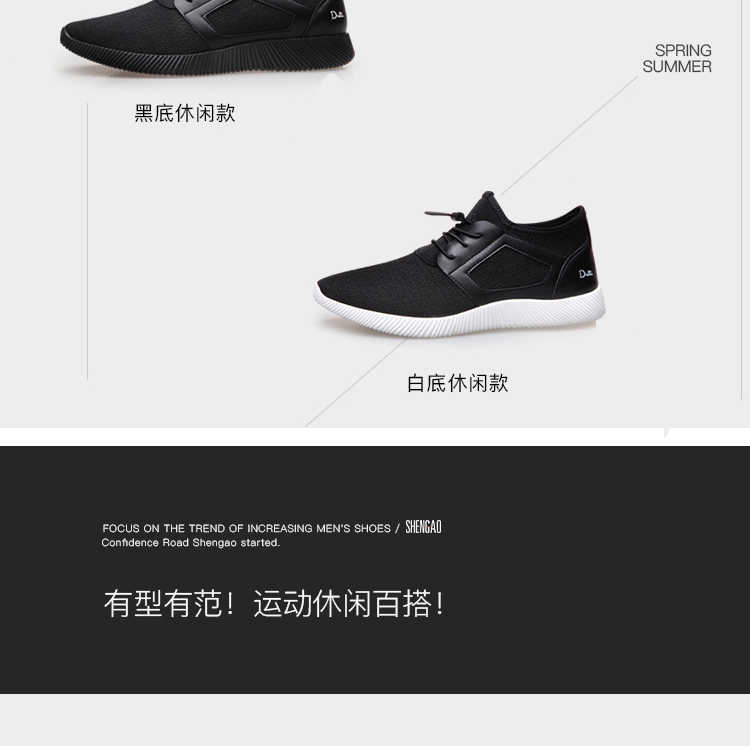 SPRING
SUMMER
黑底休闲款
白底休闲款
FOCUS ON THE TREND OF INCREASING MEN'S SHOES / SHENGAO
Confidence Road Shengao started.
有型有范！运动休闲百搭！